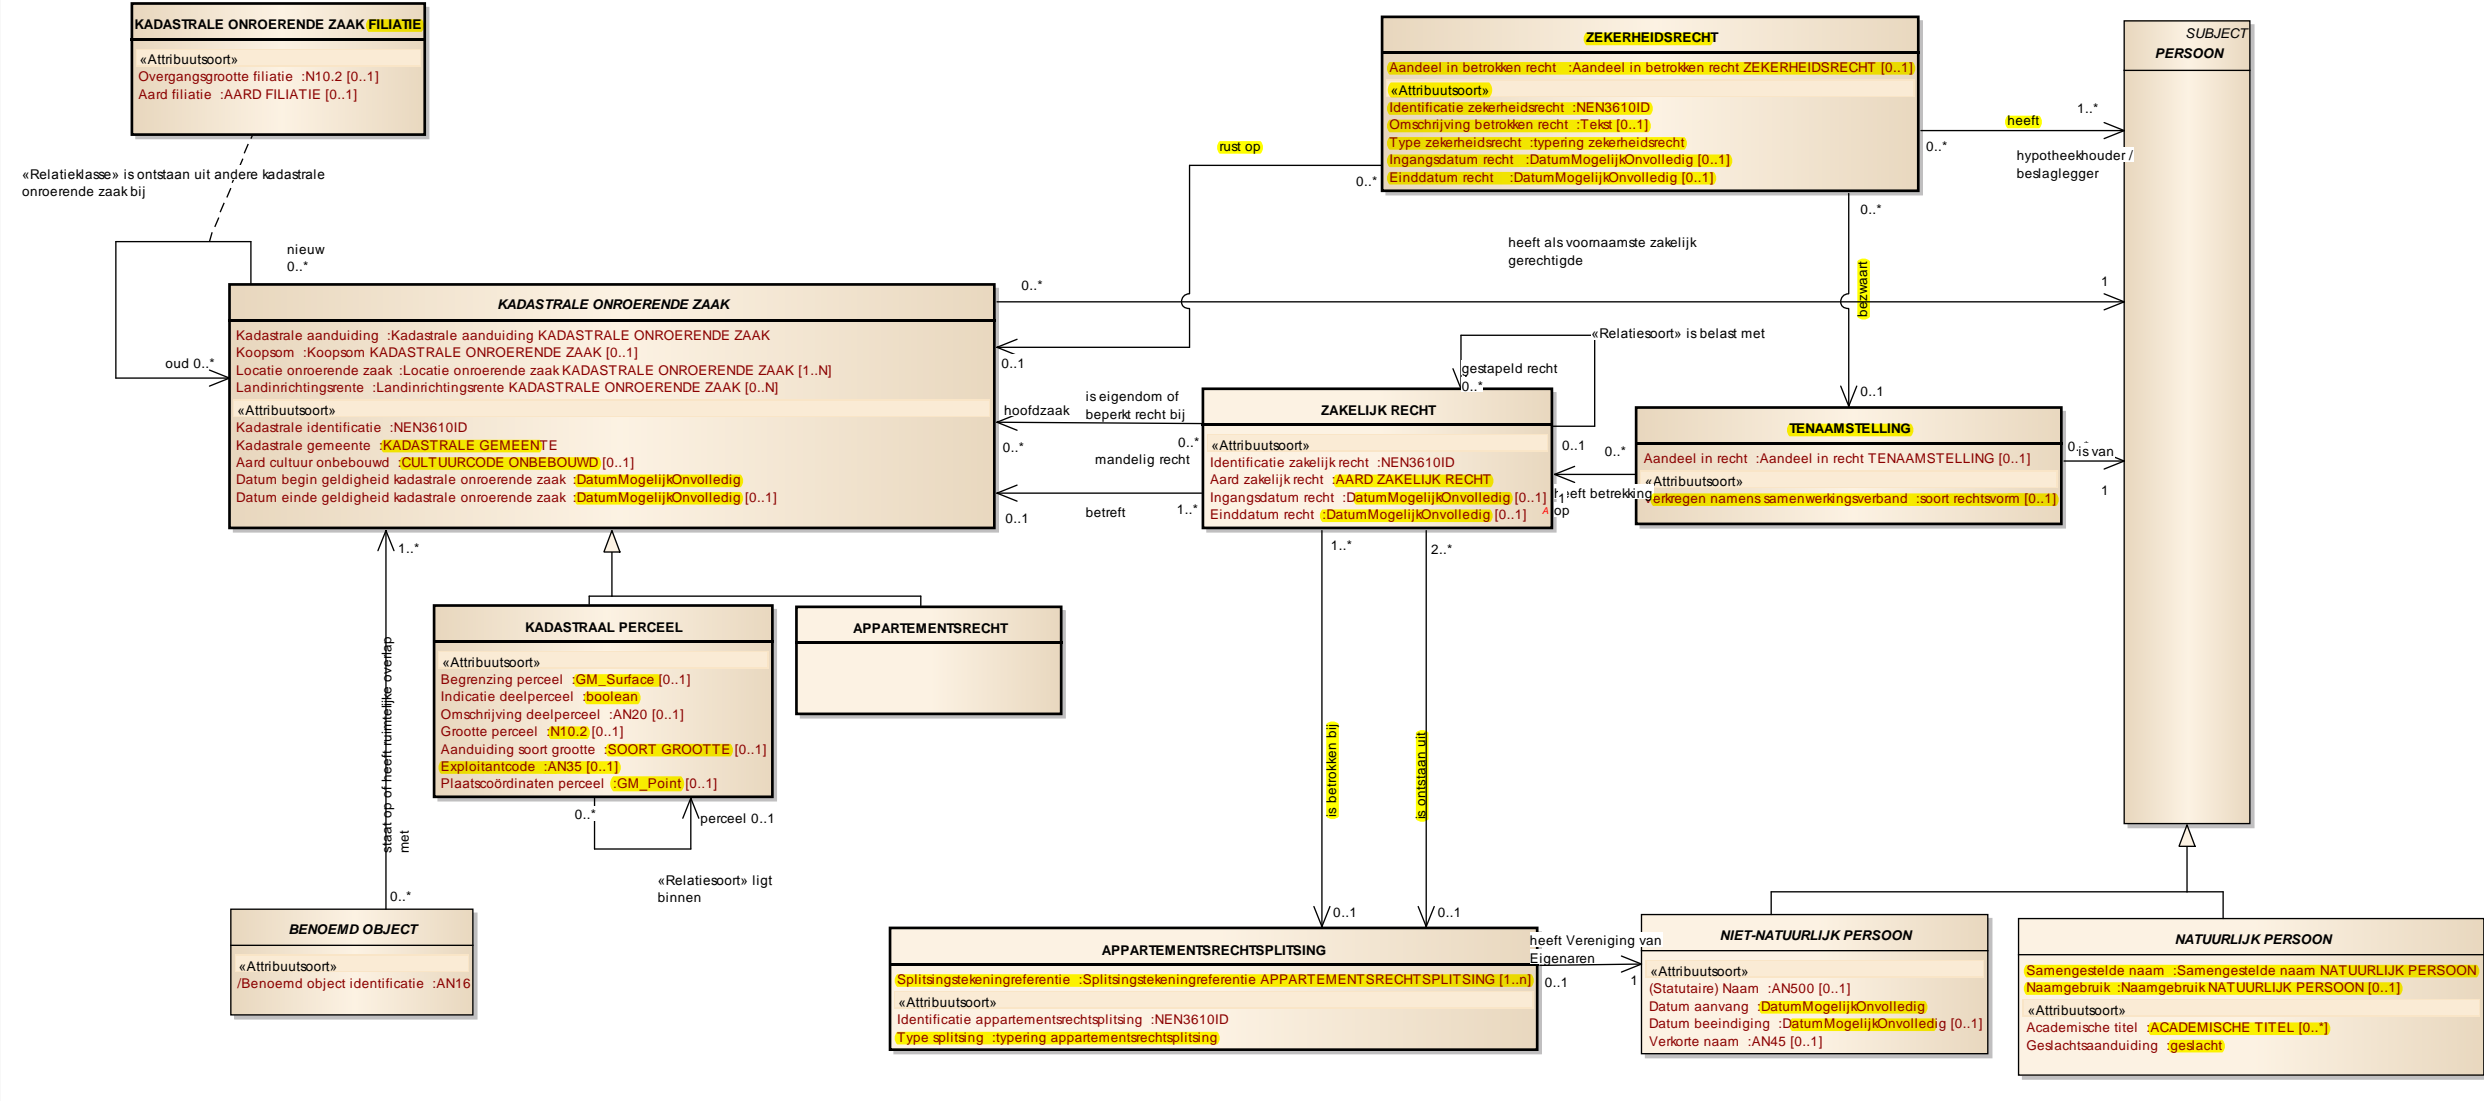 KADASTRALE ONROERENDE ZAAK FILIATIE
«Attribuutsoort»
Overgangsgrootte filiatie :N10.2 [0..1]
Aard filiatie :AARD FILIATIE [0..1]
«Relatieklasse» is ontstaan uit andere kadastrale
onroerende zaak bij
nieuw
0..*
oud 0..*
KADASTRALE ONROERENDE ZAAK
Kadastrale aanduiding :Kadastrale aanduiding KADASTRALE ONROERENDE ZAAK
Koopsom :Koopsom KADASTRALE ONROERENDE ZAAK [0..1]
Locatie onroerende zaak :Locatie onroerende zaak KADASTRALE ONROERENDE ZAAK [1..N]
Landinrichtingsrente :Landinrichtingsrente KADASTRALE ONROERENDE ZAAK [0..N]
«Attribuutsoort»
Kadastrale identificatie :NEN3610ID
Kadastrale gemeente :KADASTRALE GEMEENTE
Aard cultuur onbebouwd :CULTUURCODE ONBEBOUWD [0..1]
Datum begin geldigheid kadastrale onroerende zaak :DatumMogelijkOnvolledig
Datum einde geldigheid kadastrale onroerende zaak :DatumMogelijkOnvolledig [0..1]
ZEKERHEIDSRECHT
Aandeel in betrokken recht :Aandeel in betrokken recht ZEKERHEIDSRECHT [0..1]
«Attribuutsoort»
Identificatie zekerheidsrecht :NEN3610ID
Omschrijving betrokken recht :Tekst [0..1]
Type zekerheidsrecht :typering zekerheidsrecht
Ingangsdatum recht :DatumMogelijkOnvolledig [0..1]
Einddatum recht :DatumMogelijkOnvolledig [0..1]
rust op
0..*
0..1
heeft
1..*
0..*
hypotheekhouder /
beslaglegger
SUBJECT
PERSOON
0..*
bezwaart
0..1
heeft als voornaamste zakelijk
gerechtigde
0..*
1
«Relatiesoort» is belast met
gestapeld recht
0..*
0..1
is eigendom of
beperkt recht bij
hoofdzaak
0..*
0..*
mandelig recht
betreft
0..1
1..*
ZAKELIJK RECHT
«Attribuutsoort»
Identificatie zakelijk recht :NEN3610ID
Aard zakelijk recht :AARD ZAKELIJK RECHT
Ingangsdatum recht :DatumMogelijkOnvolledig [0..1]
Einddatum recht :DatumMogelijkOnvolledig [0..1]
A
0..*
1
heeft betrekking
op
TENAAMSTELLING
Aandeel in recht :Aandeel in recht TENAAMSTELLING [0..1]
«Attribuutsoort»
Verkregen namens samenwerkingsverband :soort rechtsvorm [0..1]
is van
1
1..*
staat op of heeft ruimtelijke overlap
met
0..*
KADASTRAAL PERCEEL
«Attribuutsoort»
Begrenzing perceel :GM_Surface [0..1]
Indicatie deelperceel :boolean
Omschrijving deelperceel :AN20 [0..1]
Grootte perceel :N10.2 [0..1]
Aanduiding soort grootte :SOORT GROOTTE [0..1]
Exploitantcode :AN35 [0..1]
Plaatscoördinaten perceel :GM_Point [0..1]
0..*
perceel 0..1
«Relatiesoort» ligt
binnen
APPARTEMENTSRECHT
1..*
is betrokken bij
0..1
2..*
is ontstaan uit
0..1
BENOEMD OBJECT
«Attribuutsoort»
/Benoemd object identificatie :AN16
APPARTEMENTSRECHTSPLITSING
Splitsingstekeningreferentie :Splitsingstekeningreferentie APPARTEMENTSRECHTSPLITSING [1..n]
«Attribuutsoort»
Identificatie appartementsrechtsplitsing :NEN3610ID
Type splitsing :typering appartementsrechtsplitsing
heeft Vereniging van
Eigenaren
0..1
1
NIET-NATUURLIJK PERSOON
«Attribuutsoort»
(Statutaire) Naam :AN500 [0..1]
Datum aanvang :DatumMogelijkOnvolledig
Datum beeindiging :DatumMogelijkOnvolledig [0..1]
Verkorte naam :AN45 [0..1]
NATUURLIJK PERSOON
Samengestelde naam :Samengestelde naam NATUURLIJK PERSOON
Naamgebruik :Naamgebruik NATUURLIJK PERSOON [0..1]
«Attribuutsoort»
Academische titel :ACADEMISCHE TITEL [0..*]
Geslachtsaanduiding :geslacht